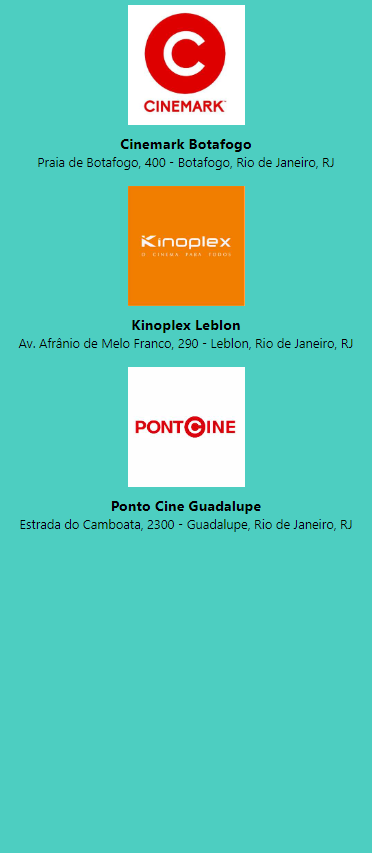 C
CINEMARK
Cinemark Botafogo
Praia de Botafogo, 400 - Botafogo, Rio de Janeiro, RJ
Kinoplex
O CINEMA PARA TODOS
Kinoplex Leblon
Av. Afrânio de Melo Franco, 290 - Leblon, Rio de Janeiro, RJ
PONTCINE
Ponto Cine Guadalupe
Estrada do Camboata, 2300 - Guadalupe, Rio de Janeiro, RJ